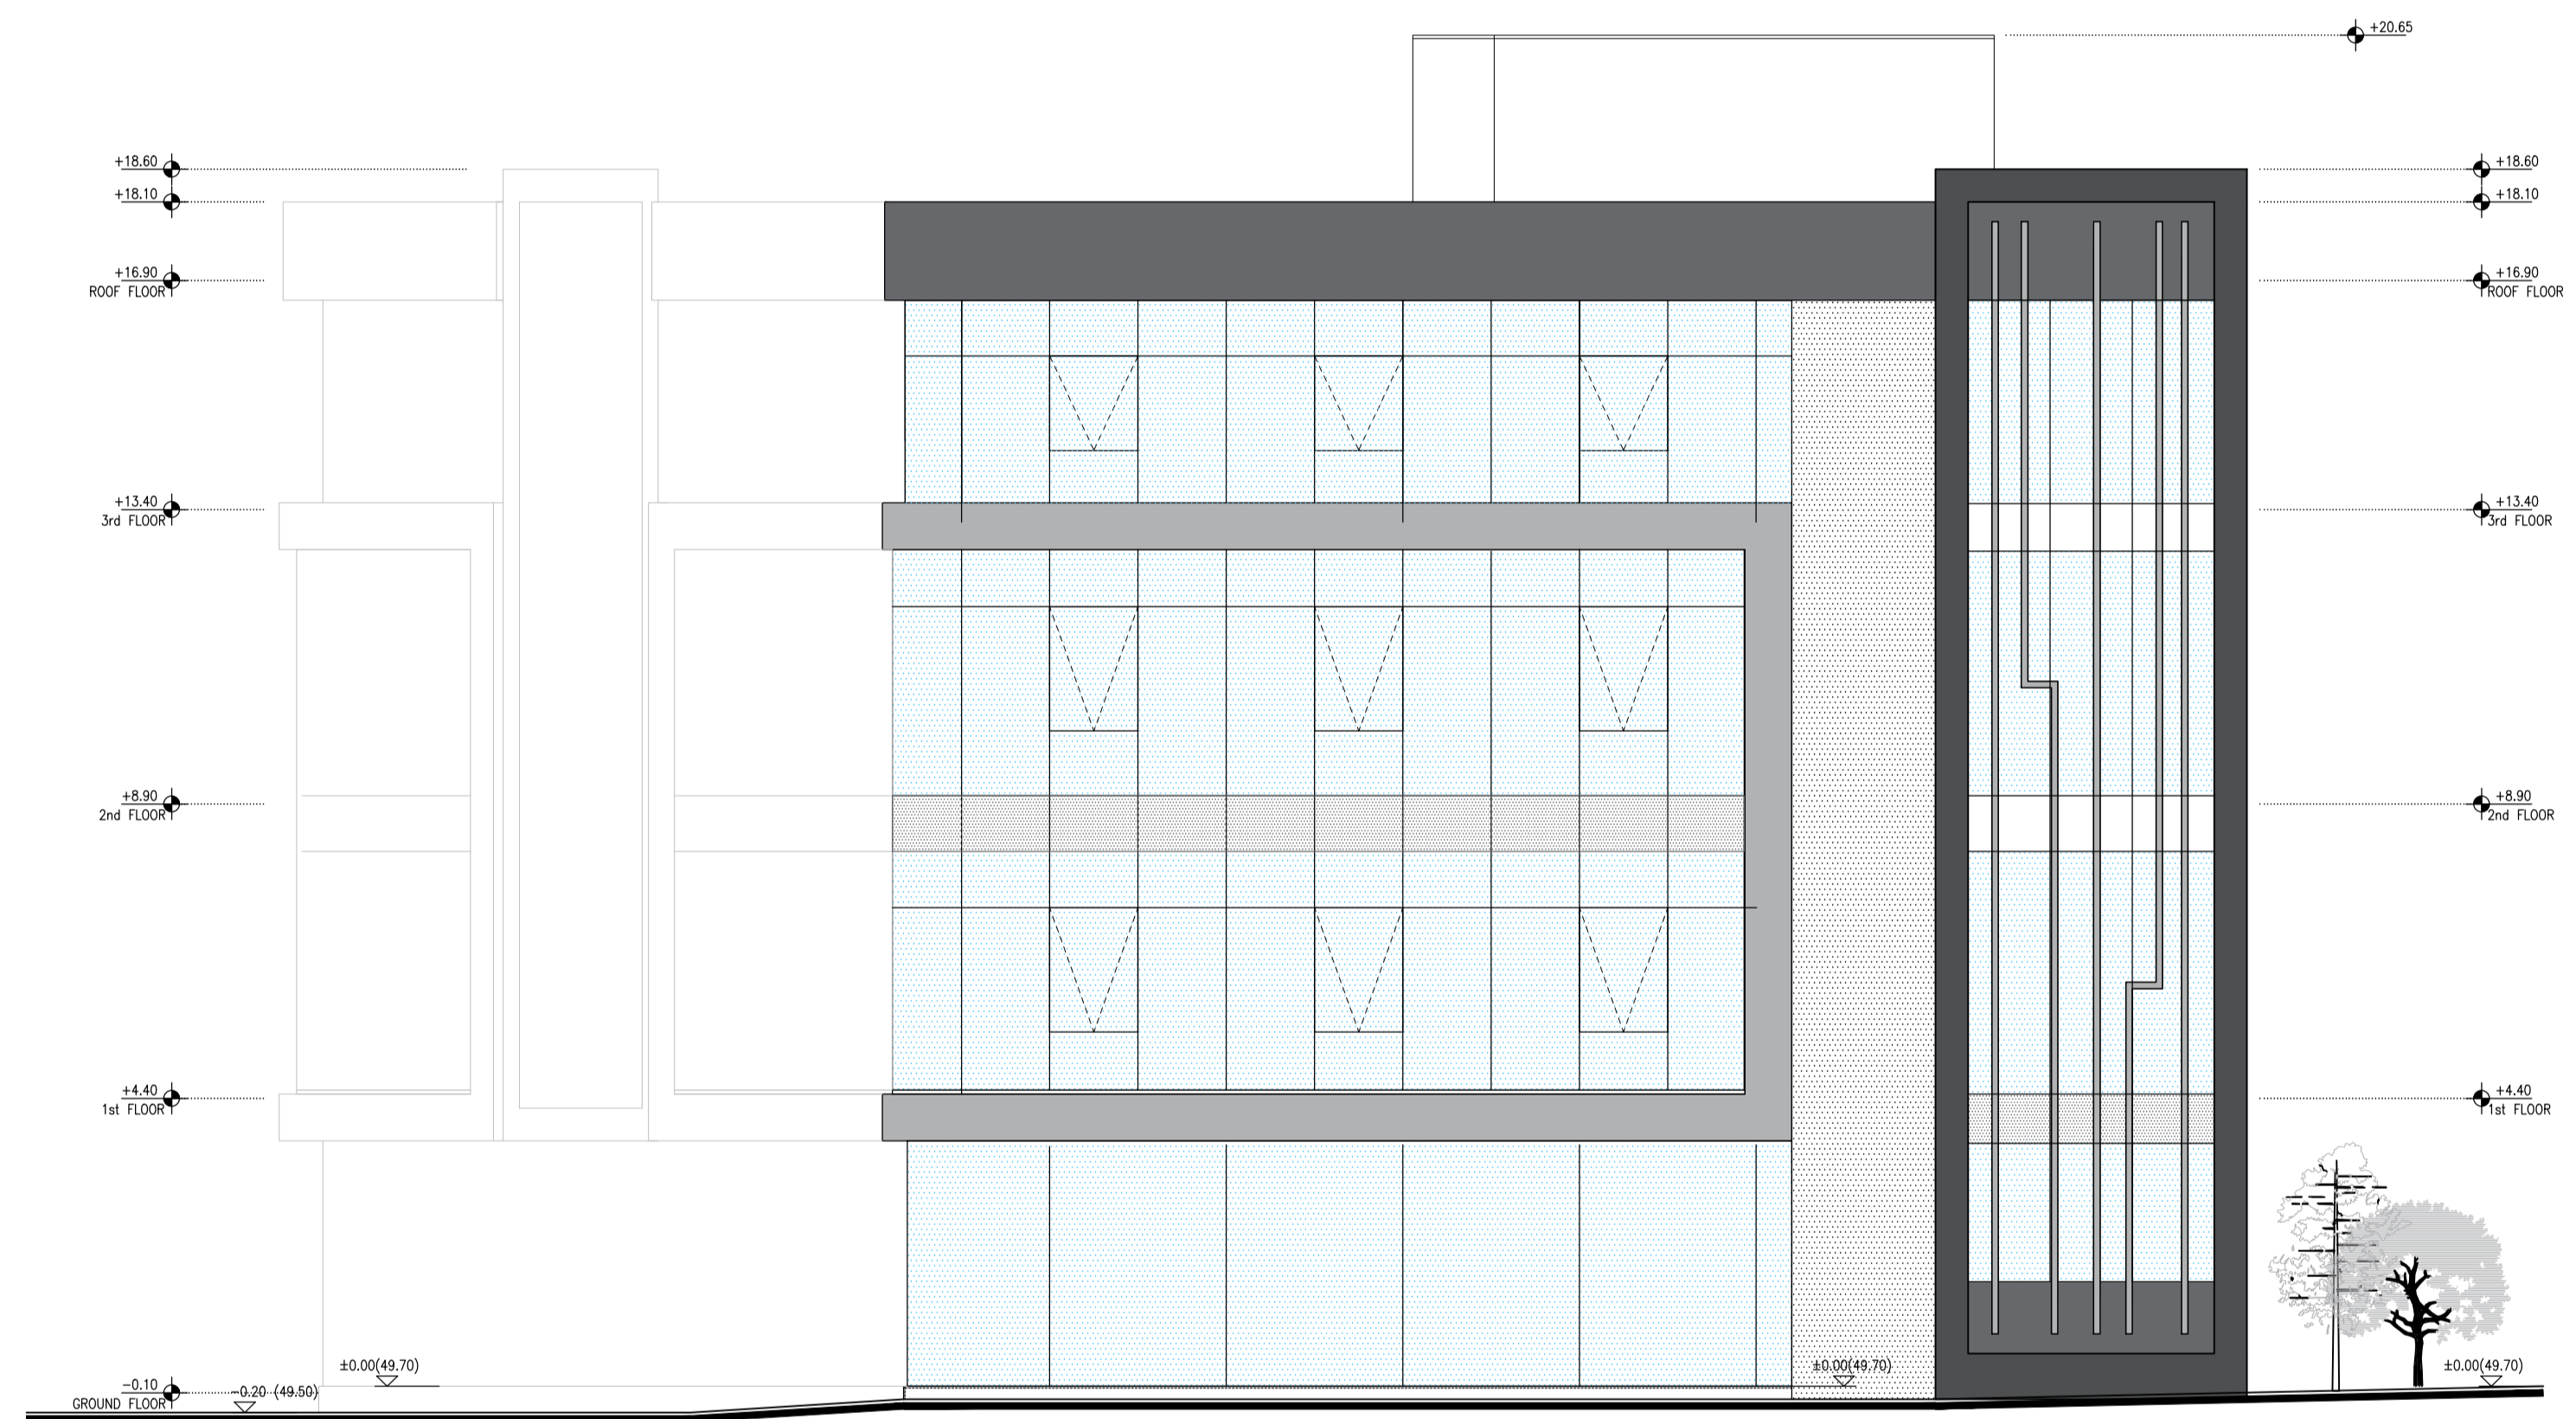 +20.65
+18.60
+18.60
+18.10
+18.10
+16.90
ROOF FLOOR
+16.90
ROOF FLOOR
+13.40
3rd FLOOR
+13.40
3rd FLOOR
+8.90
2nd FLOOR
+8.90
2nd FLOOR
+4.40
1st FLOOR
+4.40
1st FLOOR
±0.00(49.70)
±0.00(49.70)
±0.00(49.70)
-0.10
GROUND FLOOR
-0.20 (49.50)